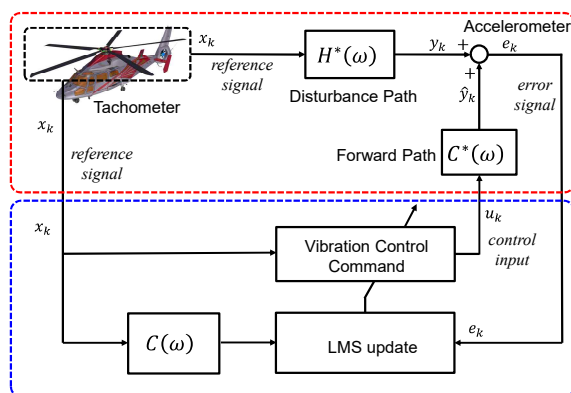 Accelerometer
x_k
H*(ω)
y_k
+
e_k
reference
signal
+
ŷ_k
Disturbance Path
error
signal
Tachometer
x_k
reference
signal
Forward Path
C*(ω)
x_k
u_k
Vibration Control
Command
control
input
C(ω)
LMS update
e_k